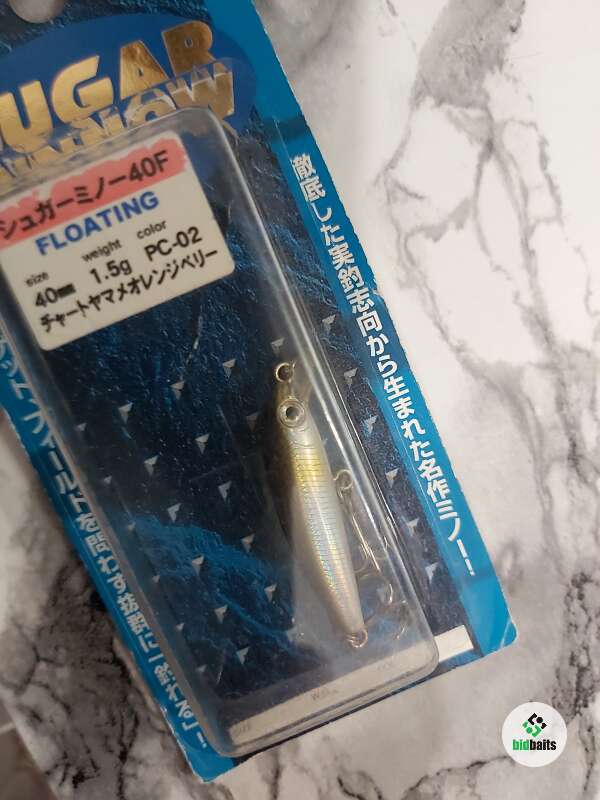 SUGAR
MINNOW
シュガーミノー40F
FLOATING
size weight color
40mm 1.5g PC-02
チャートヤマメオレンジベリー
徹底した実釣志向から生まれた名作ミノー!!
フィールドを問わず抜群に「釣れる」!!
bidbaits